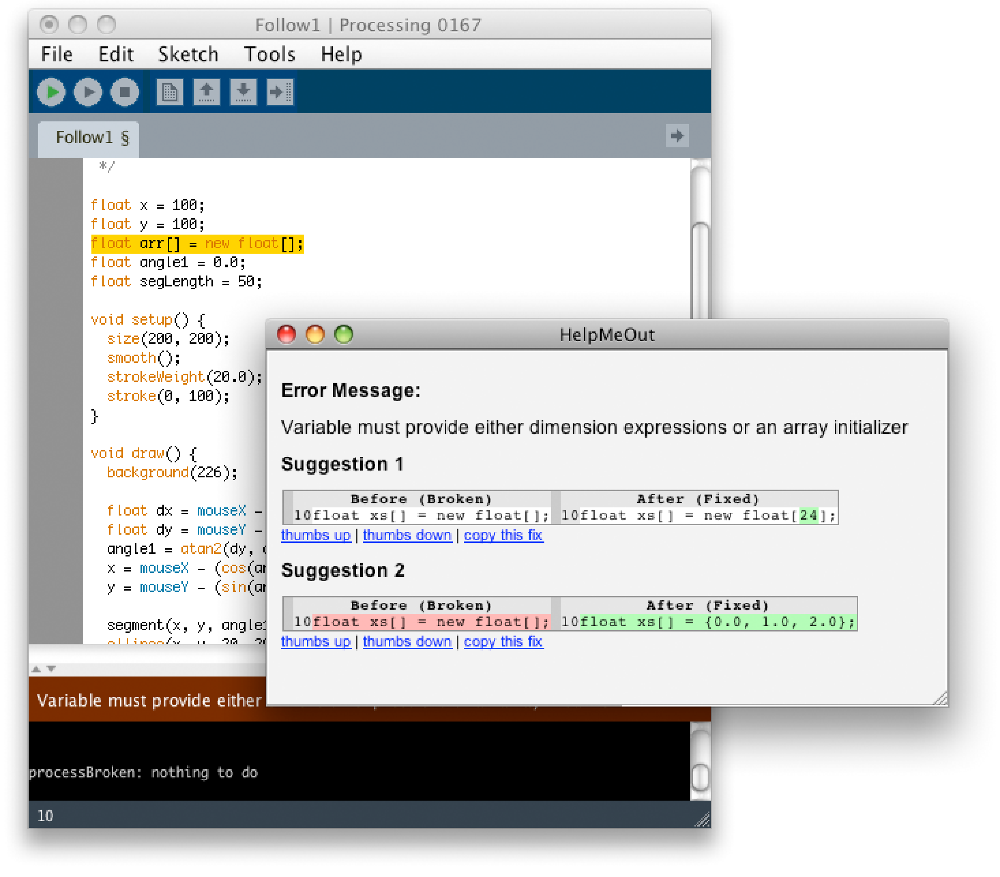 Follow1 | Processing 0167
File Edit Sketch Tools Help
Follow1 §
*/
float x = 100;
float y = 100;
float arr[] = new float[];
float angle1 = 0.0;
float segLength = 50;
void setup() {
size(200, 200);
smooth();
strokeWeight(20.0);
stroke(0, 100);
}
void draw() {
background(226);
float dx = mouseX -
float dy = mouseY -
angle1 = atan2(dy,
x = mouseX - (cos(
y = mouseY - (sin(
segment(x, y, angle1
Variable must provide either
processBroken: nothing to do
10
HelpMeOut
Error Message:
Variable must provide either dimension expressions or an array initializer
Suggestion 1
Before (Broken) After (Fixed)
10float xs[] = new float[]; 10float xs[] = new float[24];
thumbs up | thumbs down | copy this fix
Suggestion 2
Before (Broken) After (Fixed)
10float xs[] = new float[]; 10float xs[] = {0.0, 1.0, 2.0};
thumbs up | thumbs down | copy this fix